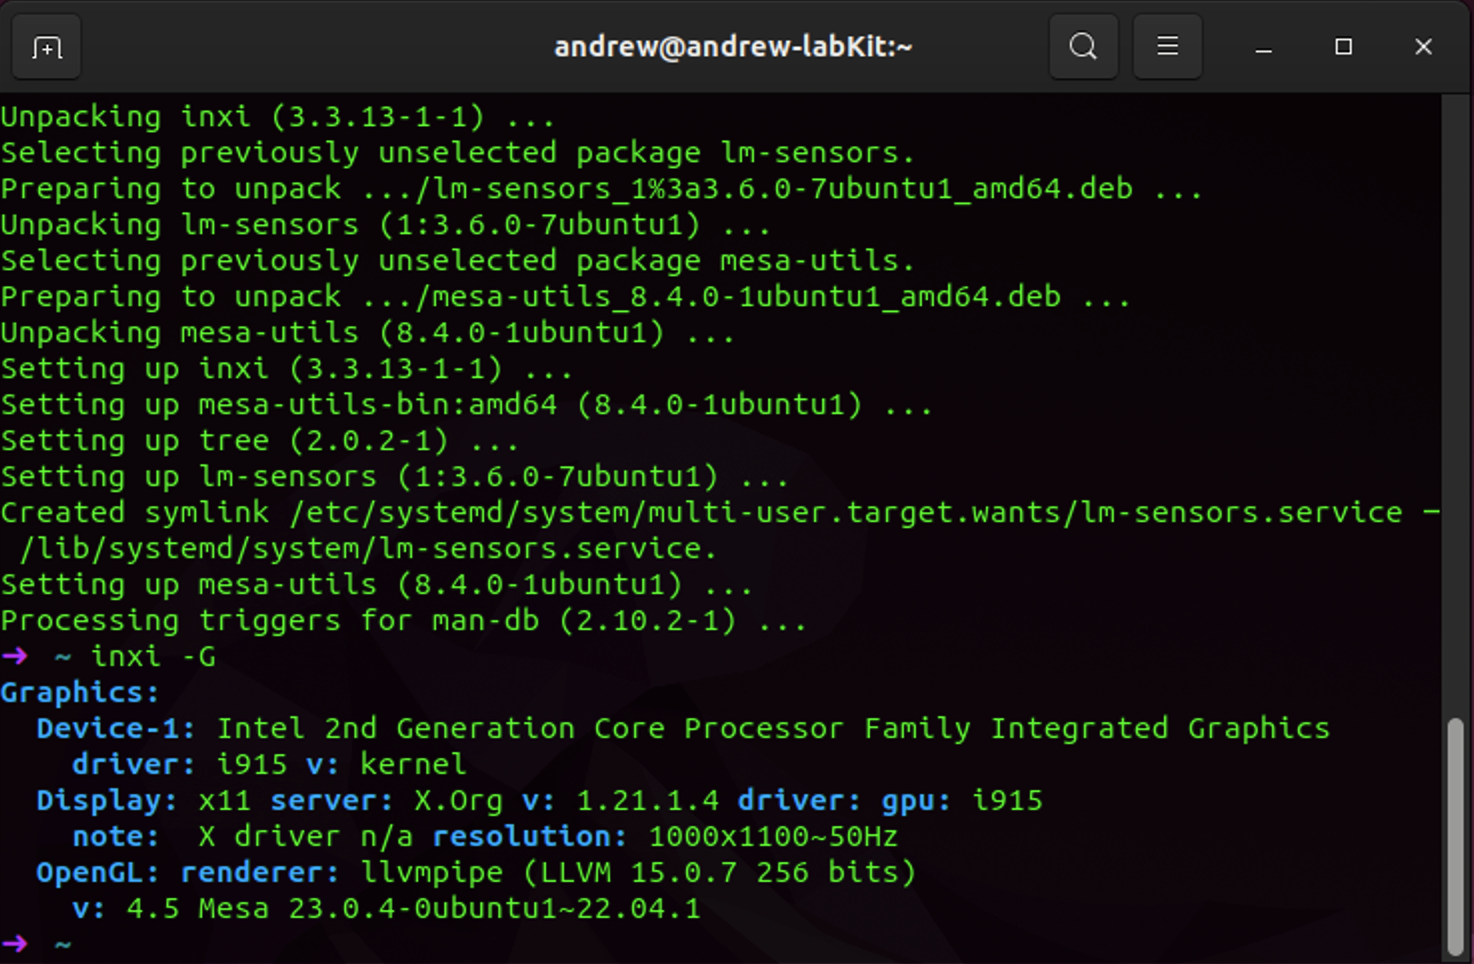 andrew@andrew-labKit:~
Unpacking inxi (3.3.13-1-1) ...
Selecting previously unselected package lm-sensors.
Preparing to unpack .../lm-sensors_1%3a3.6.0-7ubuntu1_amd64.deb ...
Unpacking lm-sensors (1:3.6.0-7ubuntu1) ...
Selecting previously unselected package mesa-utils.
Preparing to unpack .../mesa-utils_8.4.0-1ubuntu1_amd64.deb ...
Unpacking mesa-utils (8.4.0-1ubuntu1) ...
Setting up inxi (3.3.13-1-1) ...
Setting up mesa-utils-bin:amd64 (8.4.0-1ubuntu1) ...
Setting up tree (2.0.2-1) ...
Setting up lm-sensors (1:3.6.0-7ubuntu1) ...
Created symlink /etc/systemd/system/multi-user.target.wants/lm-sensors.service –
/lib/systemd/system/lm-sensors.service.
Setting up mesa-utils (8.4.0-1ubuntu1) ...
Processing triggers for man-db (2.10.2-1) ...
➜ ~ inxi -G
Graphics:
Device-1: Intel 2nd Generation Core Processor Family Integrated Graphics
driver: i915 v: kernel
Display: x11 server: X.Org v: 1.21.1.4 driver: gpu: i915
note: X driver n/a resolution: 1000x1100~50Hz
OpenGL: renderer: llvmpipe (LLVM 15.0.7 256 bits)
v: 4.5 Mesa 23.0.4-0ubuntu1~22.04.1
➜ ~